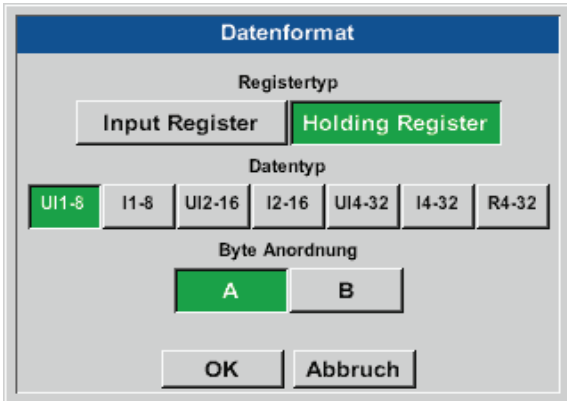 Datenformat
Registertyp
Input Register Holding Register
Datentyp
UI1-8 I1-8 UI2-16 I2-16 UI4-32 I4-32 R4-32
Byte Anordnung
A B
OK Abbruch